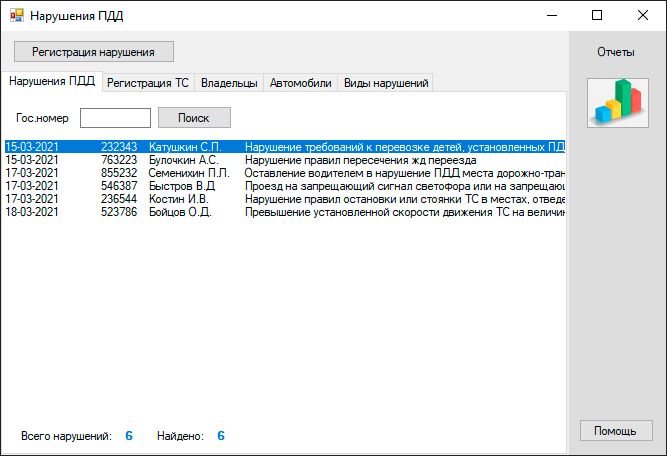 Нарушения ПДД
Регистрация нарушения
Отчеты
Нарушения ПДД Регистрация ТС Владельцы Автомобили Виды нарушений
Гос.номер Поиск
15-03-2021 232343 Катушкин С.П. Нарушение требований к перевозке детей, установленных ПД
15-03-2021 763223 Булочкин А.С. Нарушение правил пересечения жд переезда
17-03-2021 855232 Семенихин П.Л. Оставление водителем в нарушение ПДД места дорожно-тран
17-03-2021 546387 Быстров В.Д Проезд на запрещающий сигнал светофора или на запрещаю
17-03-2021 236544 Костин И.В. Нарушение правил остановки или стоянки ТС в местах, отвед
18-03-2021 523786 Бойцов О.Д. Превышение установленной скорости движения ТС на величин
Всего нарушений: 6 Найдено: 6
Помощь